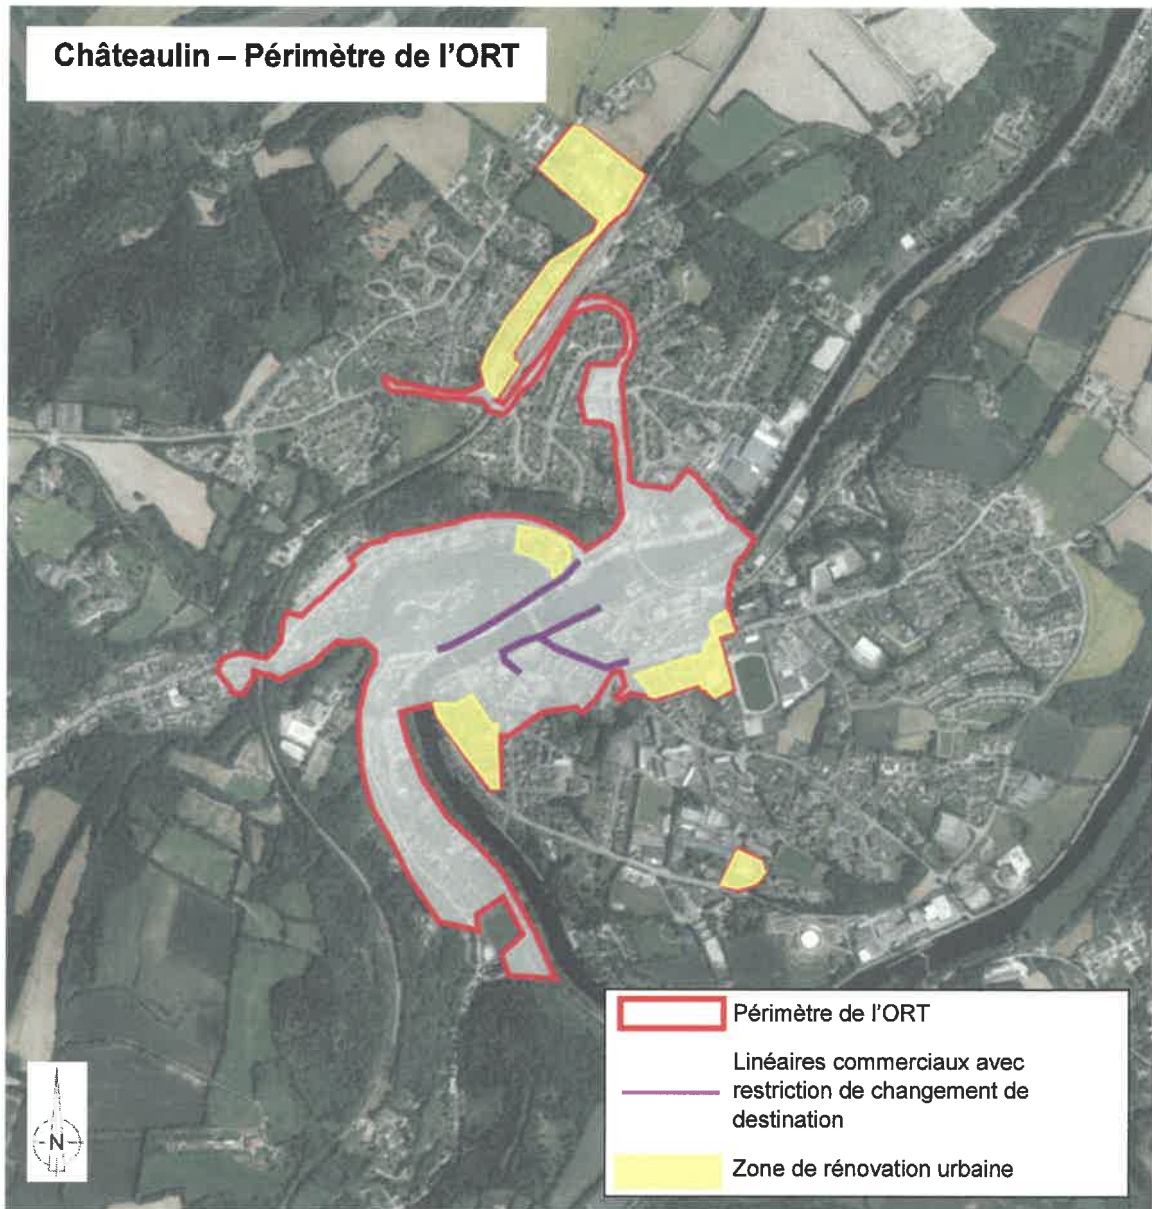 Châteaulin – Périmètre de l'ORT
Périmètre de l'ORT
Linéaires commerciaux avec
restriction de changement de
destination
Zone de rénovation urbaine
N